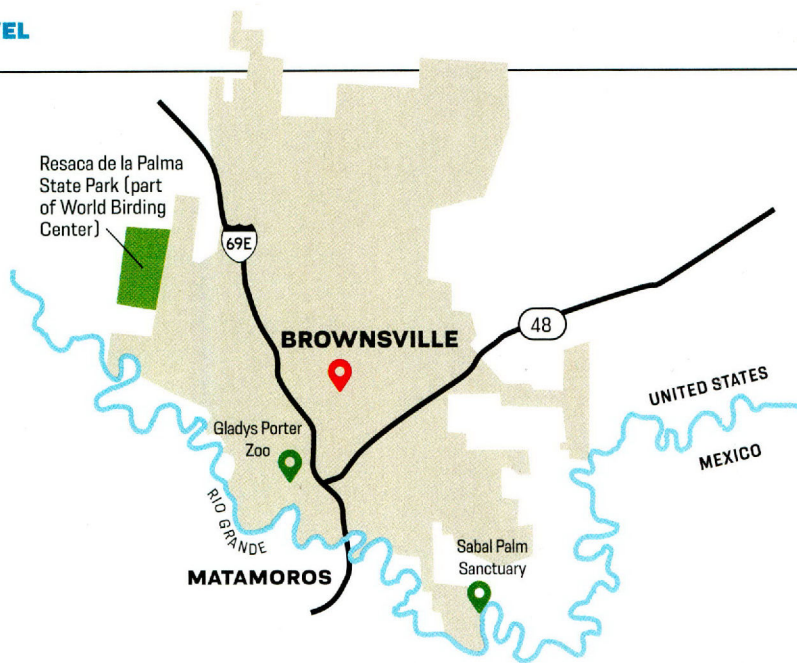 Resaca de la Palma
State Park (part
of World Birding
Center)
69E
48
BROWNSVILLE
UNITED STATES
MEXICO
Gladys Porter
Zoo
RIO GRANDE
Sabal Palm
Sanctuary
MATAMOROS